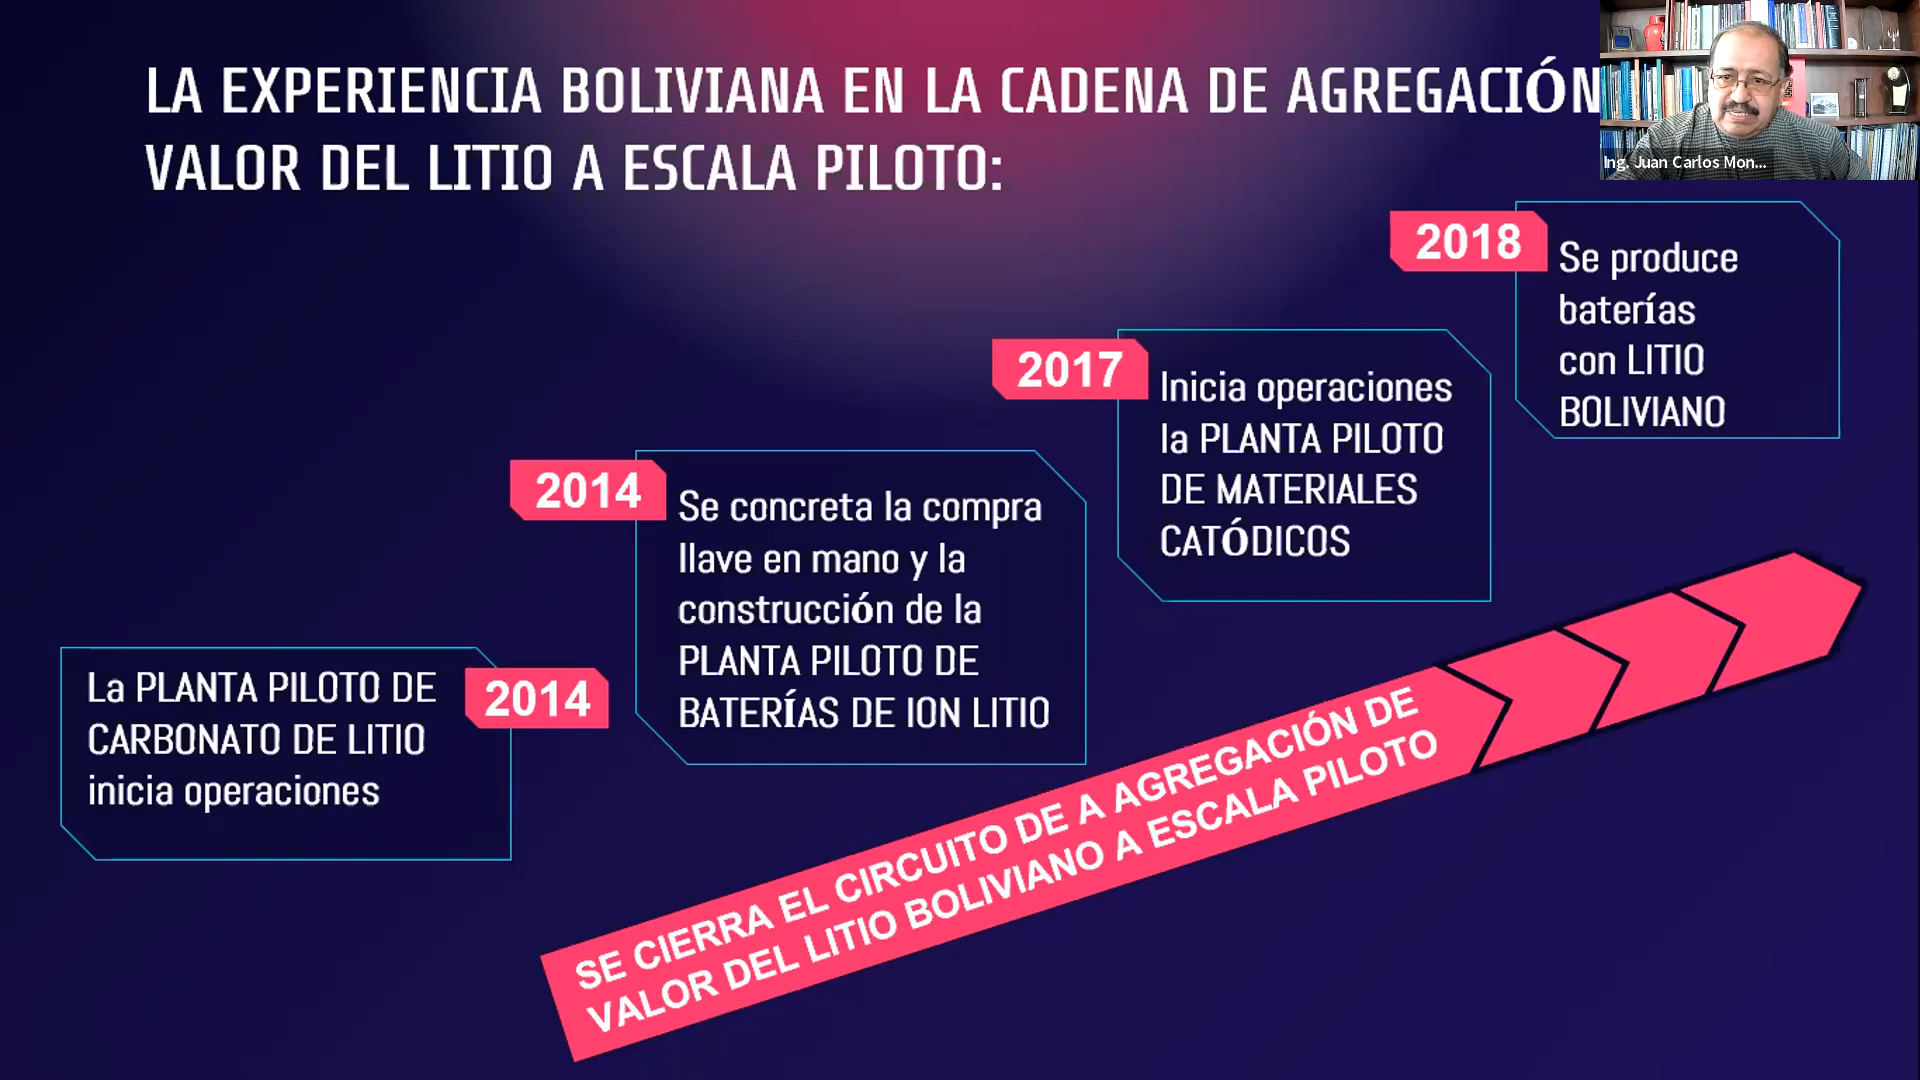 LA EXPERIENCIA BOLIVIANA EN LA CADENA DE AGREGACIÓN
VALOR DEL LITIO A ESCALA PILOTO:
Ing. Juan Carlos Mon...
La PLANTA PILOTO DE
CARBONATO DE LITIO
inicia operaciones
2014
2014
Se concreta la compra
llave en mano y la
construcción de la
PLANTA PILOTO DE
BATERÍAS DE ION LITIO
2017
Inicia operaciones
la PLANTA PILOTO
DE MATERIALES
CATÓDICOS
2018
Se produce
baterías
con LITIO
BOLIVIANO
SE CIERRA EL CIRCUITO DE A AGREGACIÓN DE
VALOR DEL LITIO BOLIVIANO A ESCALA PILOTO